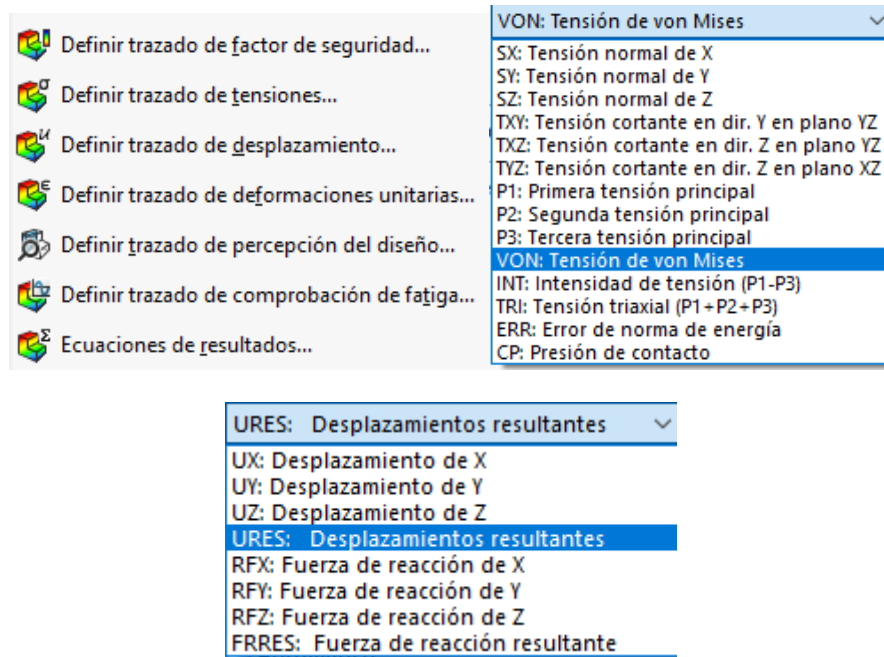 Definir trazado de factor de seguridad...
Definir trazado de tensiones...
Definir trazado de desplazamiento...
Definir trazado de deformaciones unitarias...
Definir trazado de percepción del diseño...
Definir trazado de comprobación de fatiga...
Ecuaciones de resultados...
VON: Tensión de von Mises
SX: Tensión normal de X
SY: Tensión normal de Y
SZ: Tensión normal de Z
TXY: Tensión cortante en dir. Y en plano YZ
TXZ: Tensión cortante en dir. Z en plano YZ
TYZ: Tensión cortante en dir. Z en plano XZ
P1: Primera tensión principal
P2: Segunda tensión principal
P3: Tercera tensión principal
VON: Tensión de von Mises
INT: Intensidad de tensión (P1-P3)
TRI: Tensión triaxial (P1+P2+P3)
ERR: Error de norma de energía
CP: Presión de contacto
URES: Desplazamientos resultantes
UX: Desplazamiento de X
UY: Desplazamiento de Y
UZ: Desplazamiento de Z
URES: Desplazamientos resultantes
RFX: Fuerza de reacción de X
RFY: Fuerza de reacción de Y
RFZ: Fuerza de reacción de Z
FRRES: Fuerza de reacción resultante